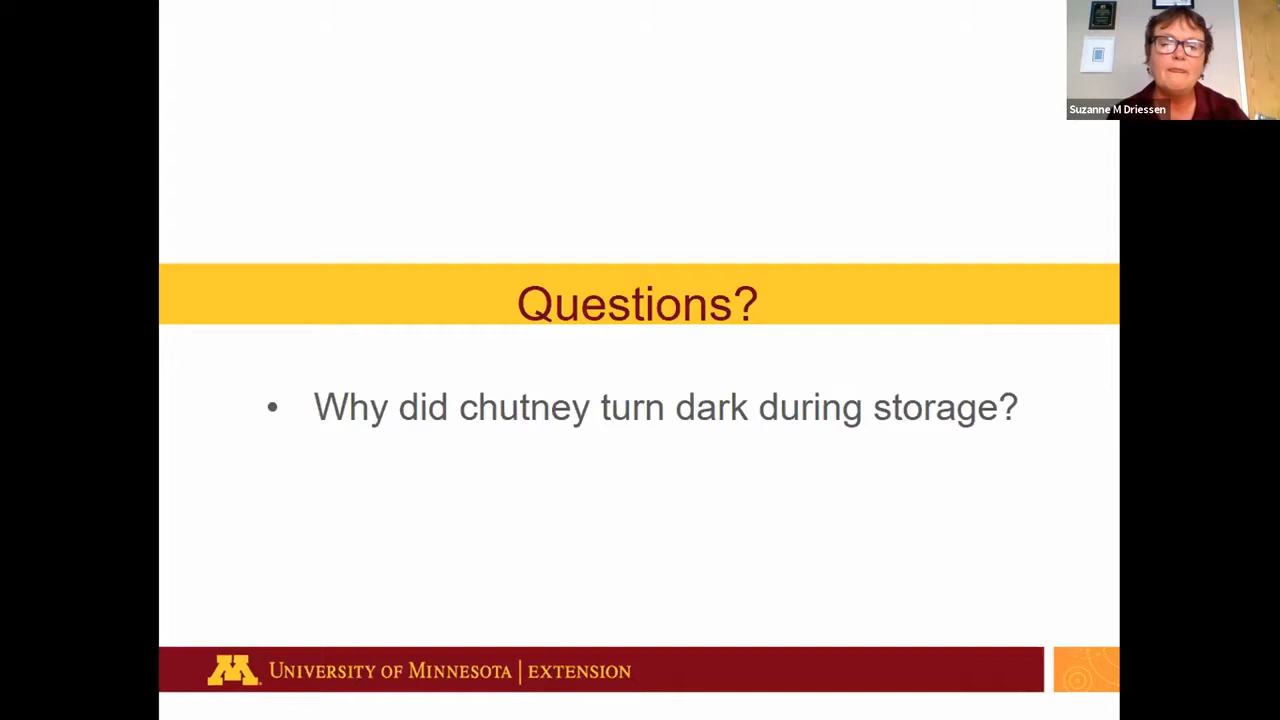 Suzanne M Driessen
Questions?
• Why did chutney turn dark during storage?
UNIVERSITY OF MINNESOTA | EXTENSION